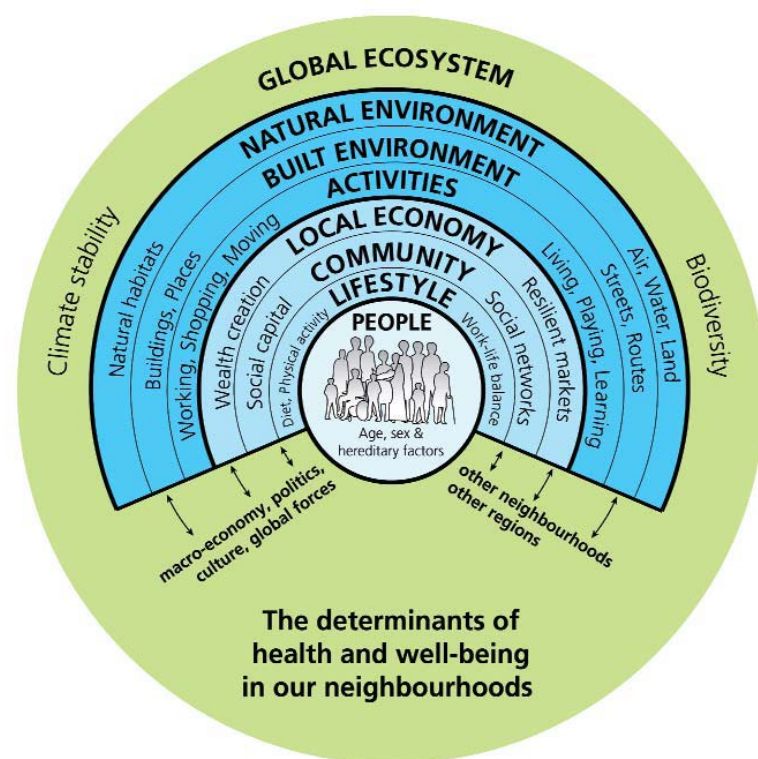 GLOBAL ECOSYSTEM
NATURAL ENVIRONMENT
BUILT ENVIRONMENT
ACTIVITIES
LOCAL ECONOMY
COMMUNITY
LIFESTYLE
PEOPLE
Age, sex &
hereditary factors
Climate stability
Natural habitats
Buildings, Places
Working, Shopping, Moving
Wealth creation
Social capital
Diet, Physical activity
Work-life balance
Social networks
Resilient markets
Living, Playing, Learning
Streets, Routes
Air, Water, Land
Biodiversity
macro-economy, politics,
culture, global forces
other neighbourhoods
other regions
The determinants of
health and well-being
in our neighbourhoods